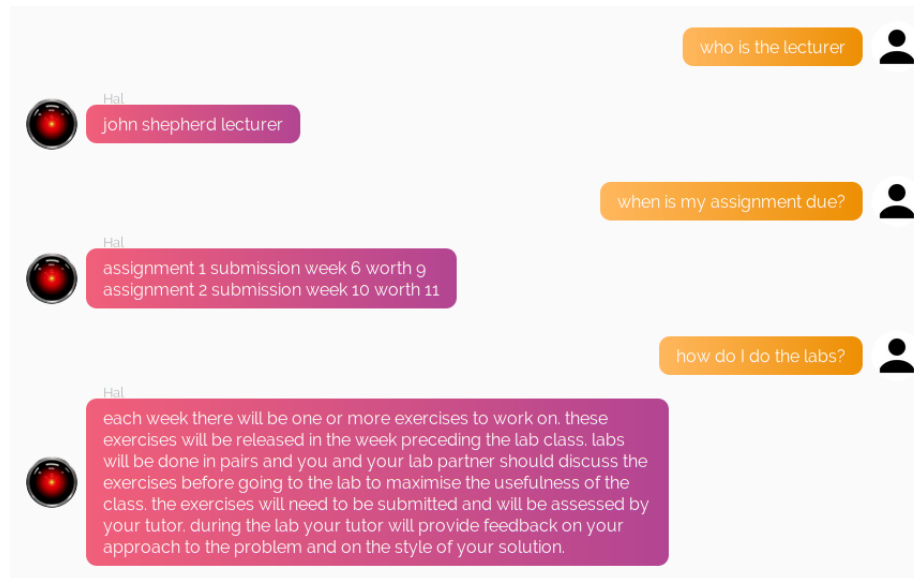 who is the lecturer
Hal
john shepherd lecturer
when is my assignment due?
Hal
assignment 1 submission week 6 worth 9
assignment 2 submission week 10 worth 11
how do I do the labs?
Hal
each week there will be one or more exercises to work on. these
exercises will be released in the week preceding the lab class. labs
will be done in pairs and you and your lab partner should discuss the
exercises before going to the lab to maximise the usefulness of the
class. the exercises will need to be submitted and will be assessed by
your tutor. during the lab your tutor will provide feedback on your
approach to the problem and on the style of your solution.